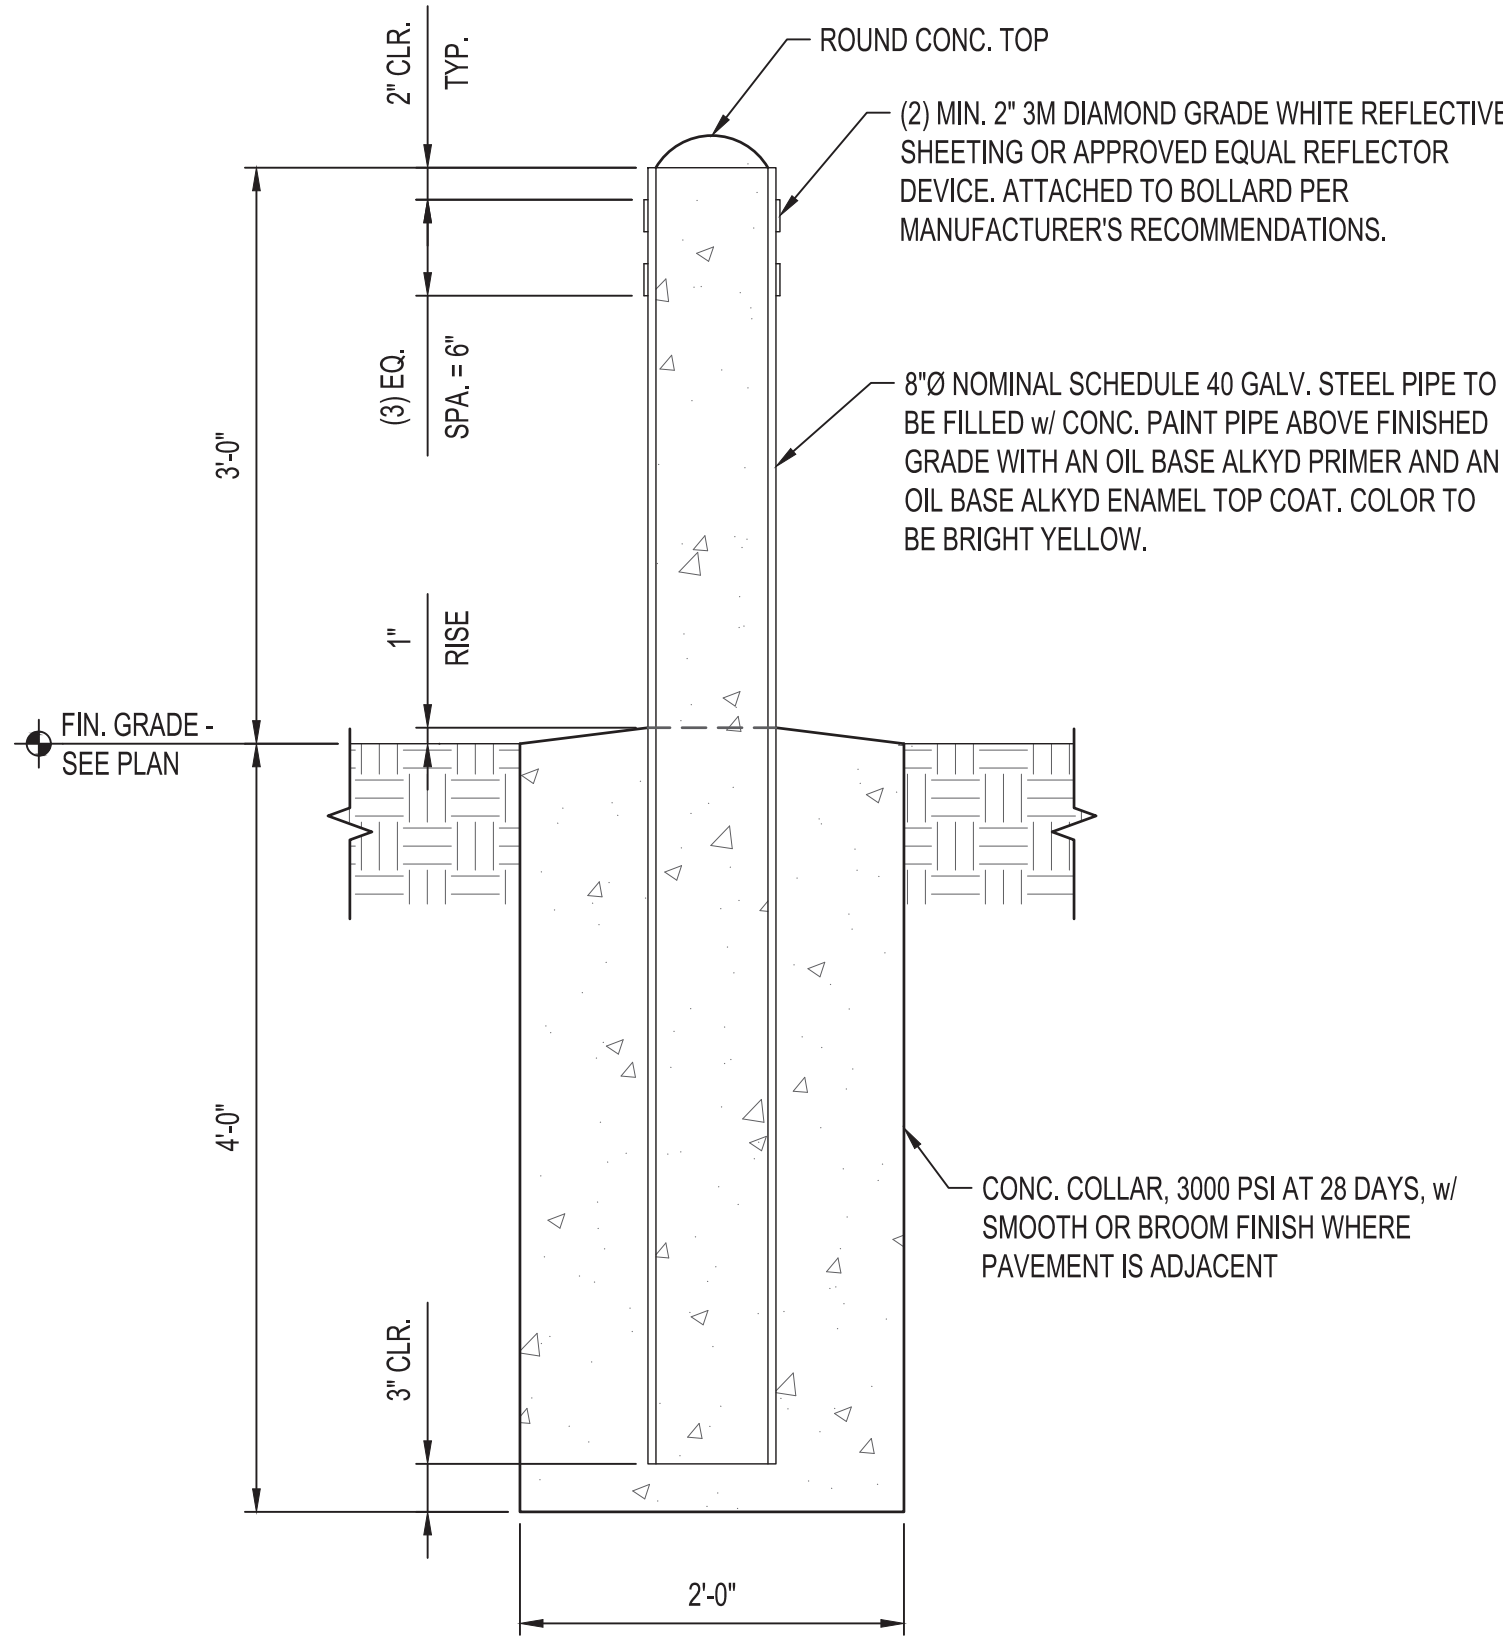 2" CLR.
TYP.
ROUND CONC. TOP
(2) MIN. 2" 3M DIAMOND GRADE WHITE REFLECTIVE
SHEETING OR APPROVED EQUAL REFLECTOR
DEVICE. ATTACHED TO BOLLARD PER
MANUFACTURER'S RECOMMENDATIONS.
(3) EQ.
SPA. = 6"
3'-0"
8"Ø NOMINAL SCHEDULE 40 GALV. STEEL PIPE TO
BE FILLED w/ CONC. PAINT PIPE ABOVE FINISHED
GRADE WITH AN OIL BASE ALKYD PRIMER AND AN
OIL BASE ALKYD ENAMEL TOP COAT. COLOR TO
BE BRIGHT YELLOW.
1"
RISE
FIN. GRADE -
SEE PLAN
4'-0"
CONC. COLLAR, 3000 PSI AT 28 DAYS, w/
SMOOTH OR BROOM FINISH WHERE
PAVEMENT IS ADJACENT
3" CLR.
2'-0"